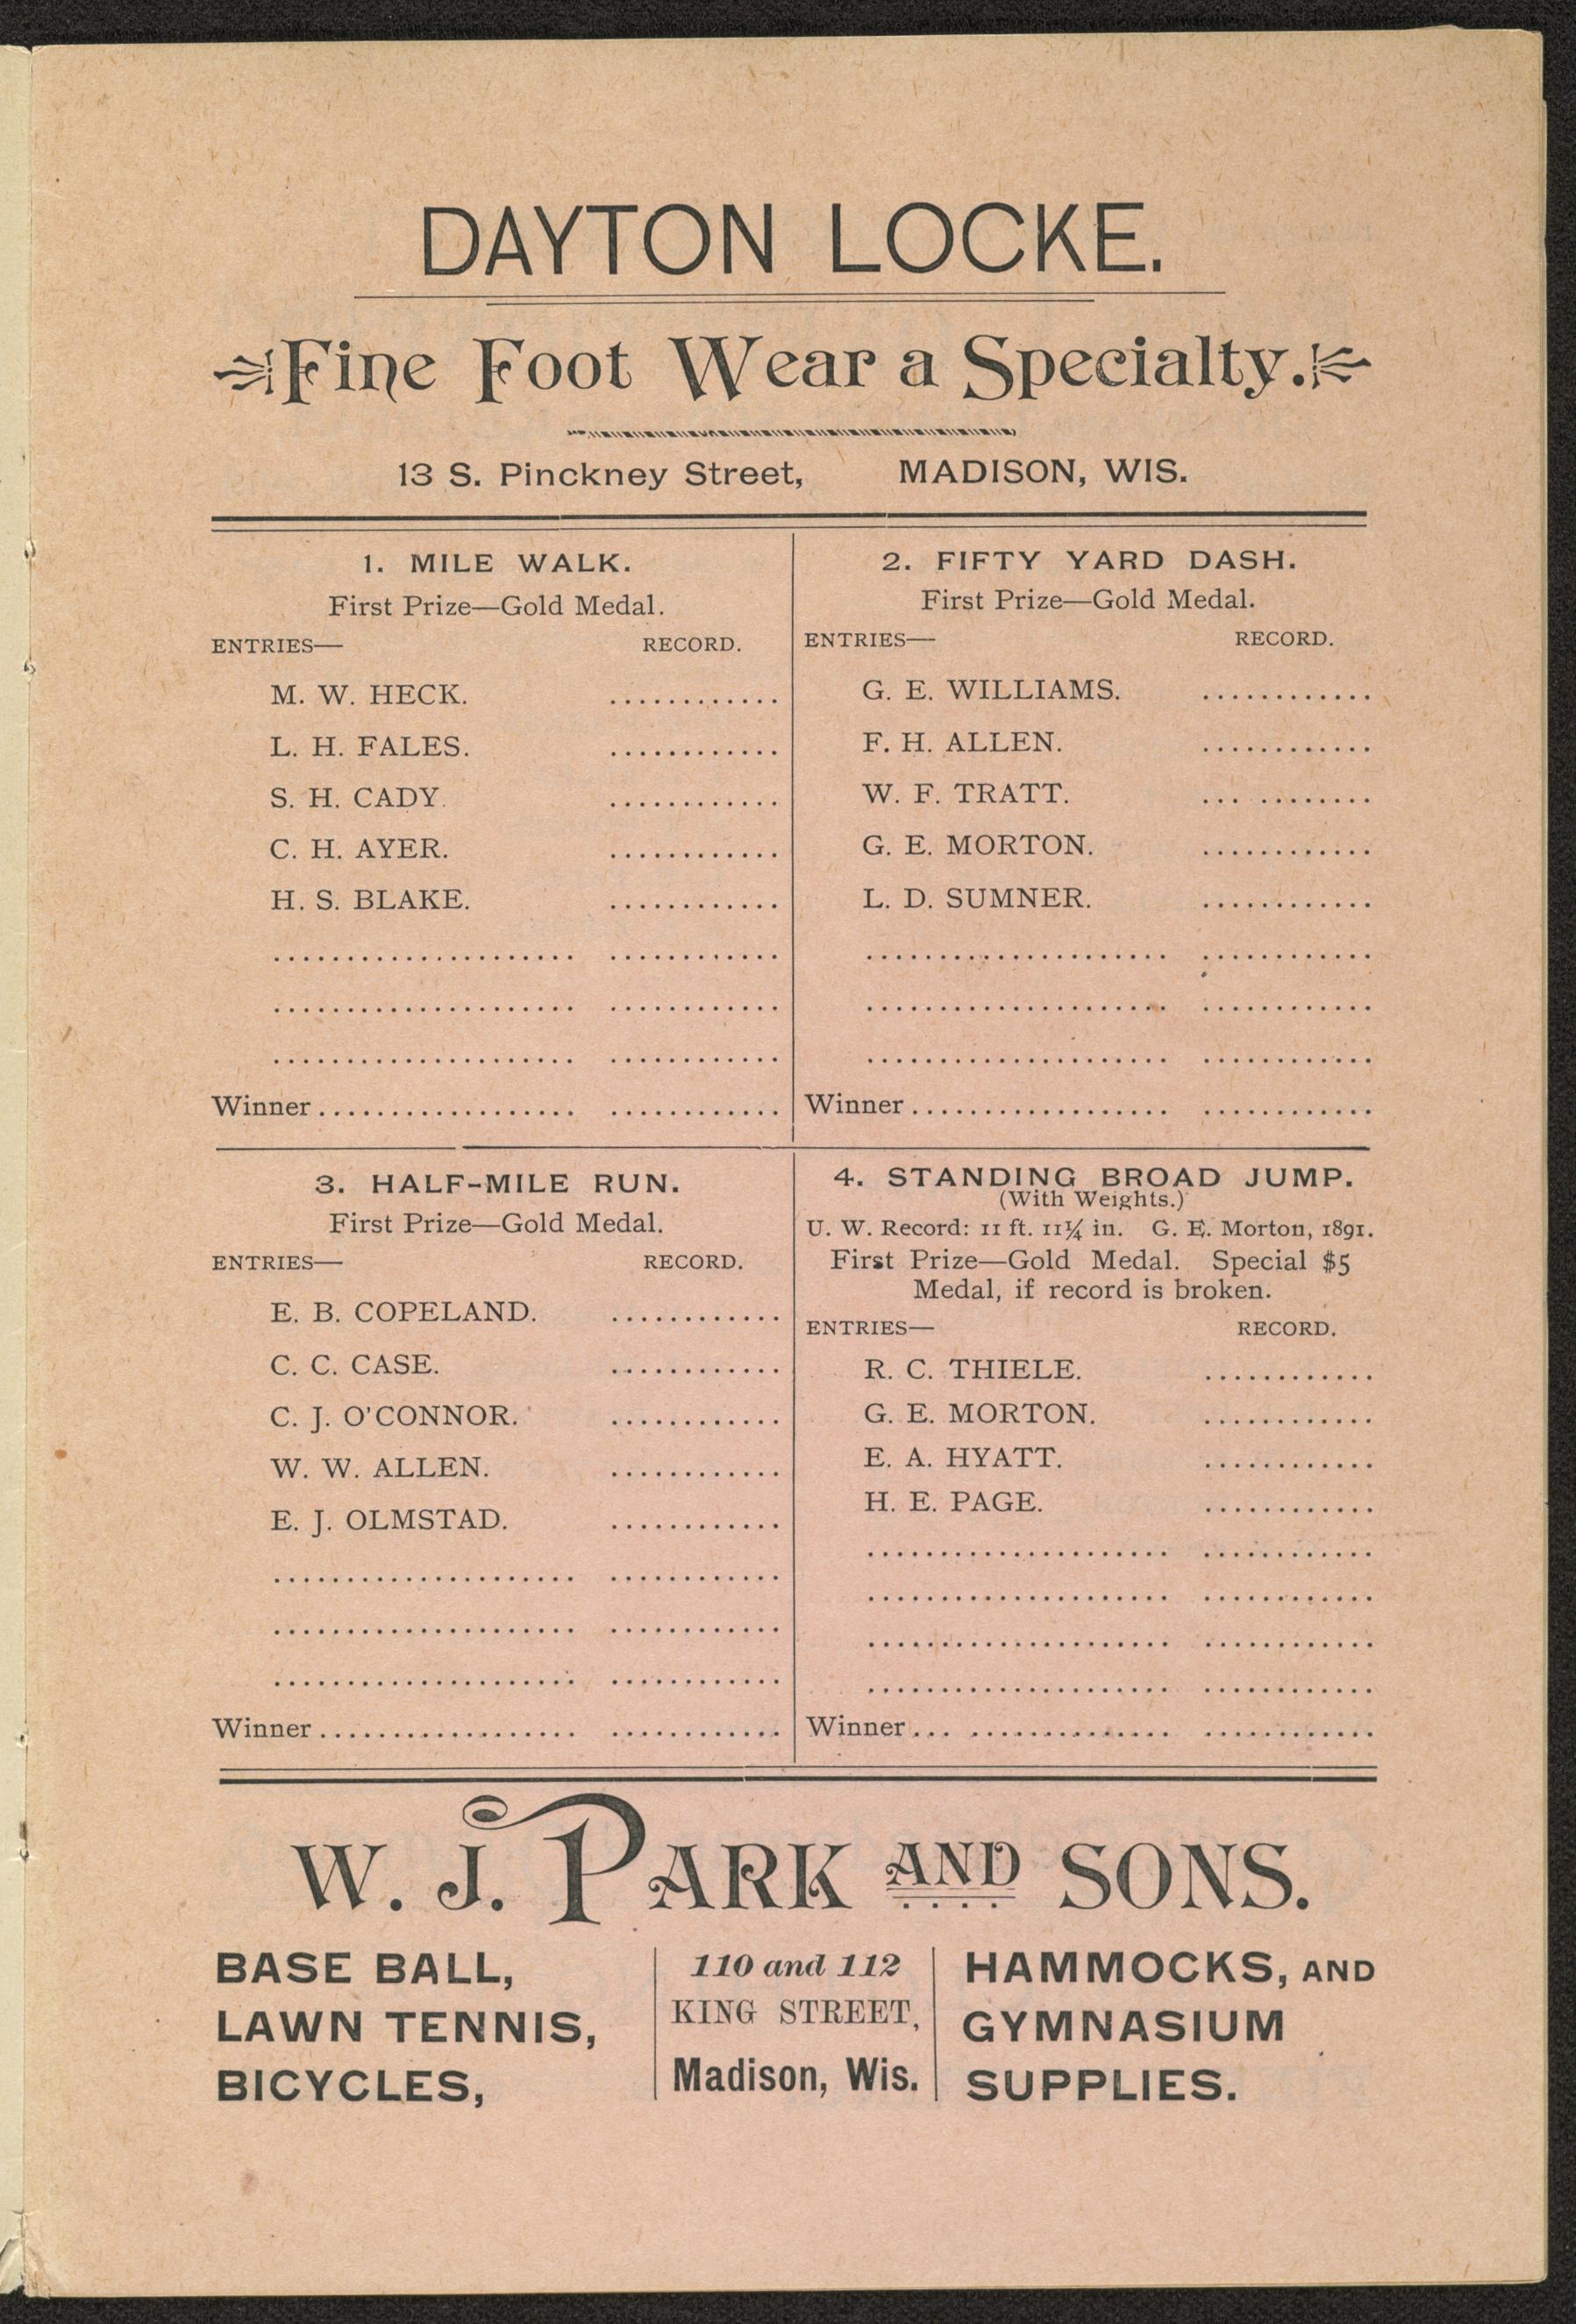 DAYTON LOCKE.
Fine Foot Wear a Specialty.
13 S. Pinckney Street, MADISON, WIS.
1. MILE WALK.
First Prize—Gold Medal.
ENTRIES— RECORD.
M. W. HECK. ............
L. H. FALES. ............
S. H. CADY. ............
C. H. AYER. ............
H. S. BLAKE. ............
..................... ............
..................... ............
..................... ............
Winner.................. ............
2. FIFTY YARD DASH.
First Prize—Gold Medal.
ENTRIES— RECORD.
G. E. WILLIAMS. ............
F. H. ALLEN. ............
W. F. TRATT. ... ........
G. E. MORTON. ............
L. D. SUMNER. ............
..................... ............
..................... ............
..................... ............
Winner.................. ............
3. HALF-MILE RUN.
First Prize—Gold Medal.
ENTRIES— RECORD.
E. B. COPELAND. ............
C. C. CASE. ............
C. J. O'CONNOR. ............
W. W. ALLEN. ............
E. J. OLMSTAD. ............
..................... ............
..................... ............
..................... ............
Winner.................. ............
4. STANDING BROAD JUMP.
(With Weights.)
U. W. Record: 11 ft. 11¼ in. G. E. Morton, 1891.
First Prize—Gold Medal. Special $5
Medal, if record is broken.
ENTRIES— RECORD.
R. C. THIELE. ............
G. E. MORTON. ............
E. A. HYATT. ............
H. E. PAGE. ............
..................... ............
..................... ............
..................... ............
..................... ............
Winner... .............. ............
W. J. PARK AND SONS.
BASE BALL,
LAWN TENNIS,
BICYCLES,
110 and 112
KING STREET,
Madison, Wis.
HAMMOCKS, AND
GYMNASIUM
SUPPLIES.